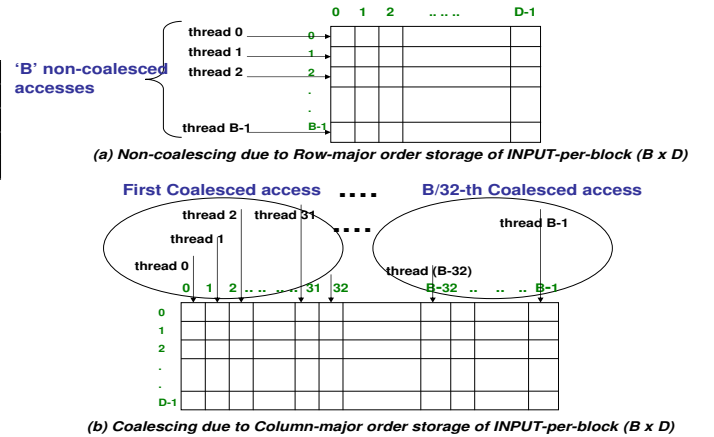 0 1 2 .. ... ... D-1
thread 0 0
thread 1 1
thread 2 2
'B' non-coalesced
accesses
.
.
thread B-1 B-1
(a) Non-coalescing due to Row-major order storage of INPUT-per-block (B x D)
First Coalesced access .... B/32-th Coalesced access
thread 2 thread 31 thread B-1
....
thread 1
thread 0 thread (B-32)
0 1 2 .. .. .. .. 31 32 B-32 .. .. .. B-1
0
1
2
.
.
D-1
(b) Coalescing due to Column-major order storage of INPUT-per-block (B x D)